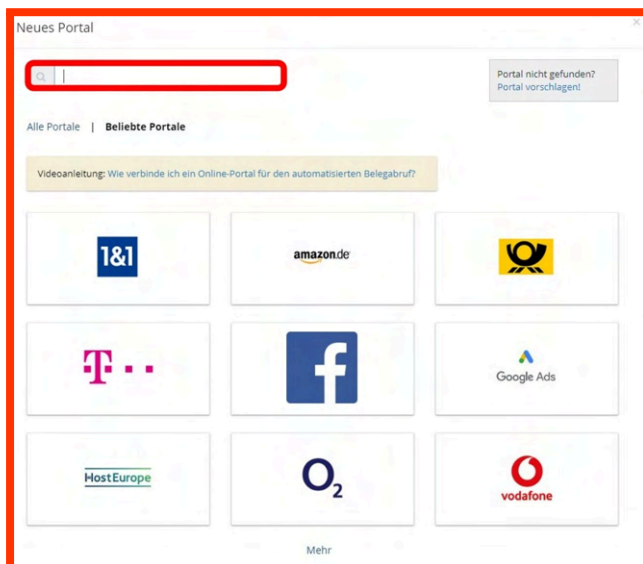 Neues Portal
Portal nicht gefunden?
Portal vorschlagen!
Alle Portale | Beliebte Portale
Videoanleitung: Wie verbinde ich ein Online-Portal für den automatisierten Belegabruf?
1&1
amazon.de
T
f
Google Ads
HostEurope
O2
vodafone
Mehr